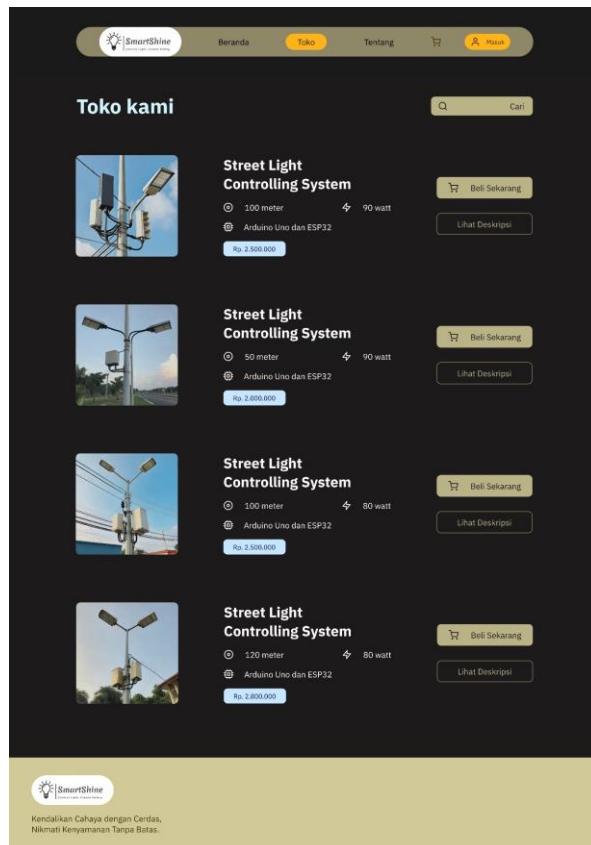 SmartShine
Beranda
Toko
Tentang
Masuk
Toko kami
Cari
Street Light
Controlling System
100 meter
90 watt
Arduino Uno dan ESP32
Rp. 2.500.000
Beli Sekarang
Lihat Deskripsi
Street Light
Controlling System
50 meter
90 watt
Arduino Uno dan ESP32
Rp. 2.000.000
Beli Sekarang
Lihat Deskripsi
Street Light
Controlling System
100 meter
80 watt
Arduino Uno dan ESP32
Rp. 2.500.000
Beli Sekarang
Lihat Deskripsi
Street Light
Controlling System
120 meter
80 watt
Arduino Uno dan ESP32
Rp. 2.800.000
Beli Sekarang
Lihat Deskripsi
SmartShine
Kendalikan Cahaya dengan Cerdas,
Nikmati Kenyamanan Tanpa Batas.